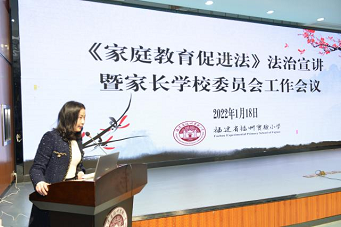 《家庭教育促进法》法治宣讲
暨家长学校委员会工作会议
2022年1月18日
福建省福州实验小学